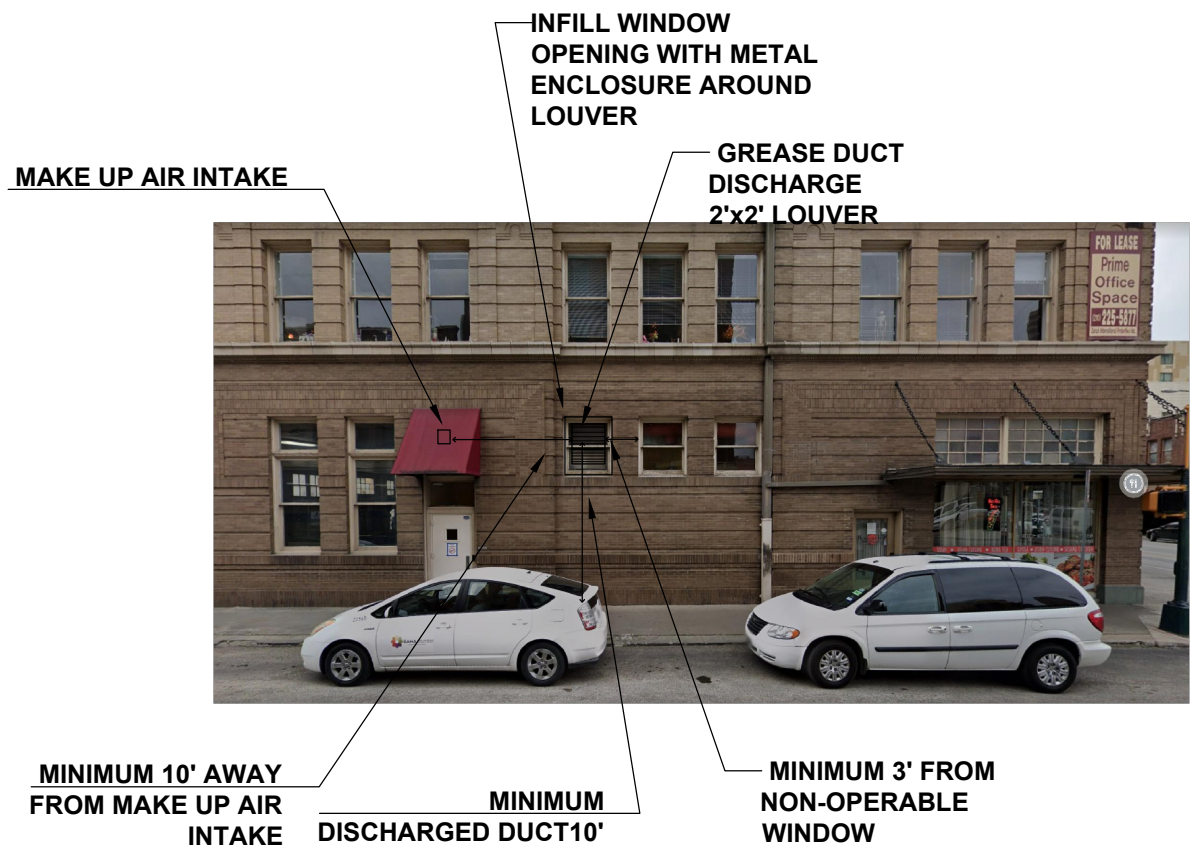 INFILL WINDOW
OPENING WITH METAL
ENCLOSURE AROUND
LOUVER
GREASE DUCT
DISCHARGE
2'x2' LOUVER
MAKE UP AIR INTAKE
FOR LEASE
Prime
Office
Space
225-5877
MINIMUM 10' AWAY
FROM MAKE UP AIR
INTAKE
MINIMUM
DISCHARGED DUCT10'
MINIMUM 3' FROM
NON-OPERABLE
WINDOW